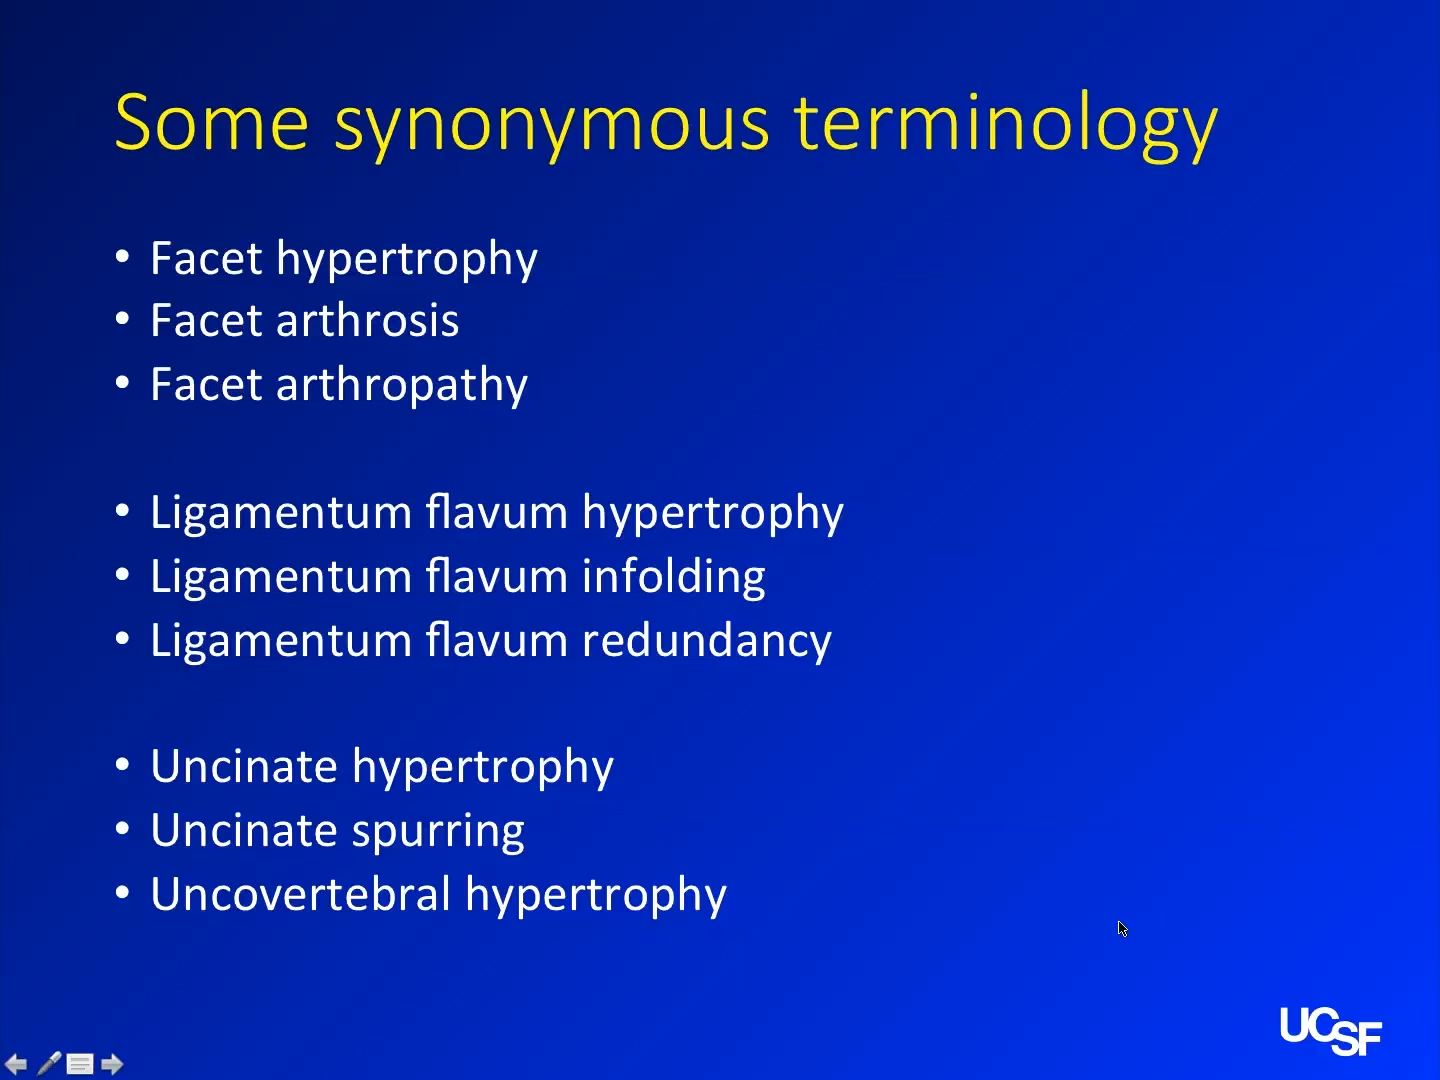 Some synonymous terminology
• Facet hypertrophy
• Facet arthrosis
• Facet arthropathy
• Ligamentum flavum hypertrophy
• Ligamentum flavum infolding
• Ligamentum flavum redundancy
• Uncinate hypertrophy
• Uncinate spurring
• Uncovertebral hypertrophy
UCSF